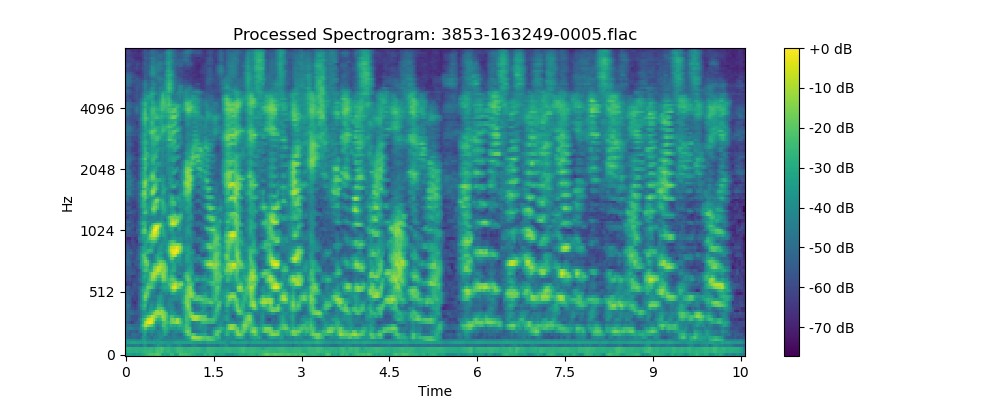 Processed Spectrogram: 3853-163249-0005.flac
Hz
4096
2048
1024
512
0
0 1.5 3 4.5 6 7.5 9 10
Time
+0 dB
-10 dB
-20 dB
-30 dB
-40 dB
-50 dB
-60 dB
-70 dB